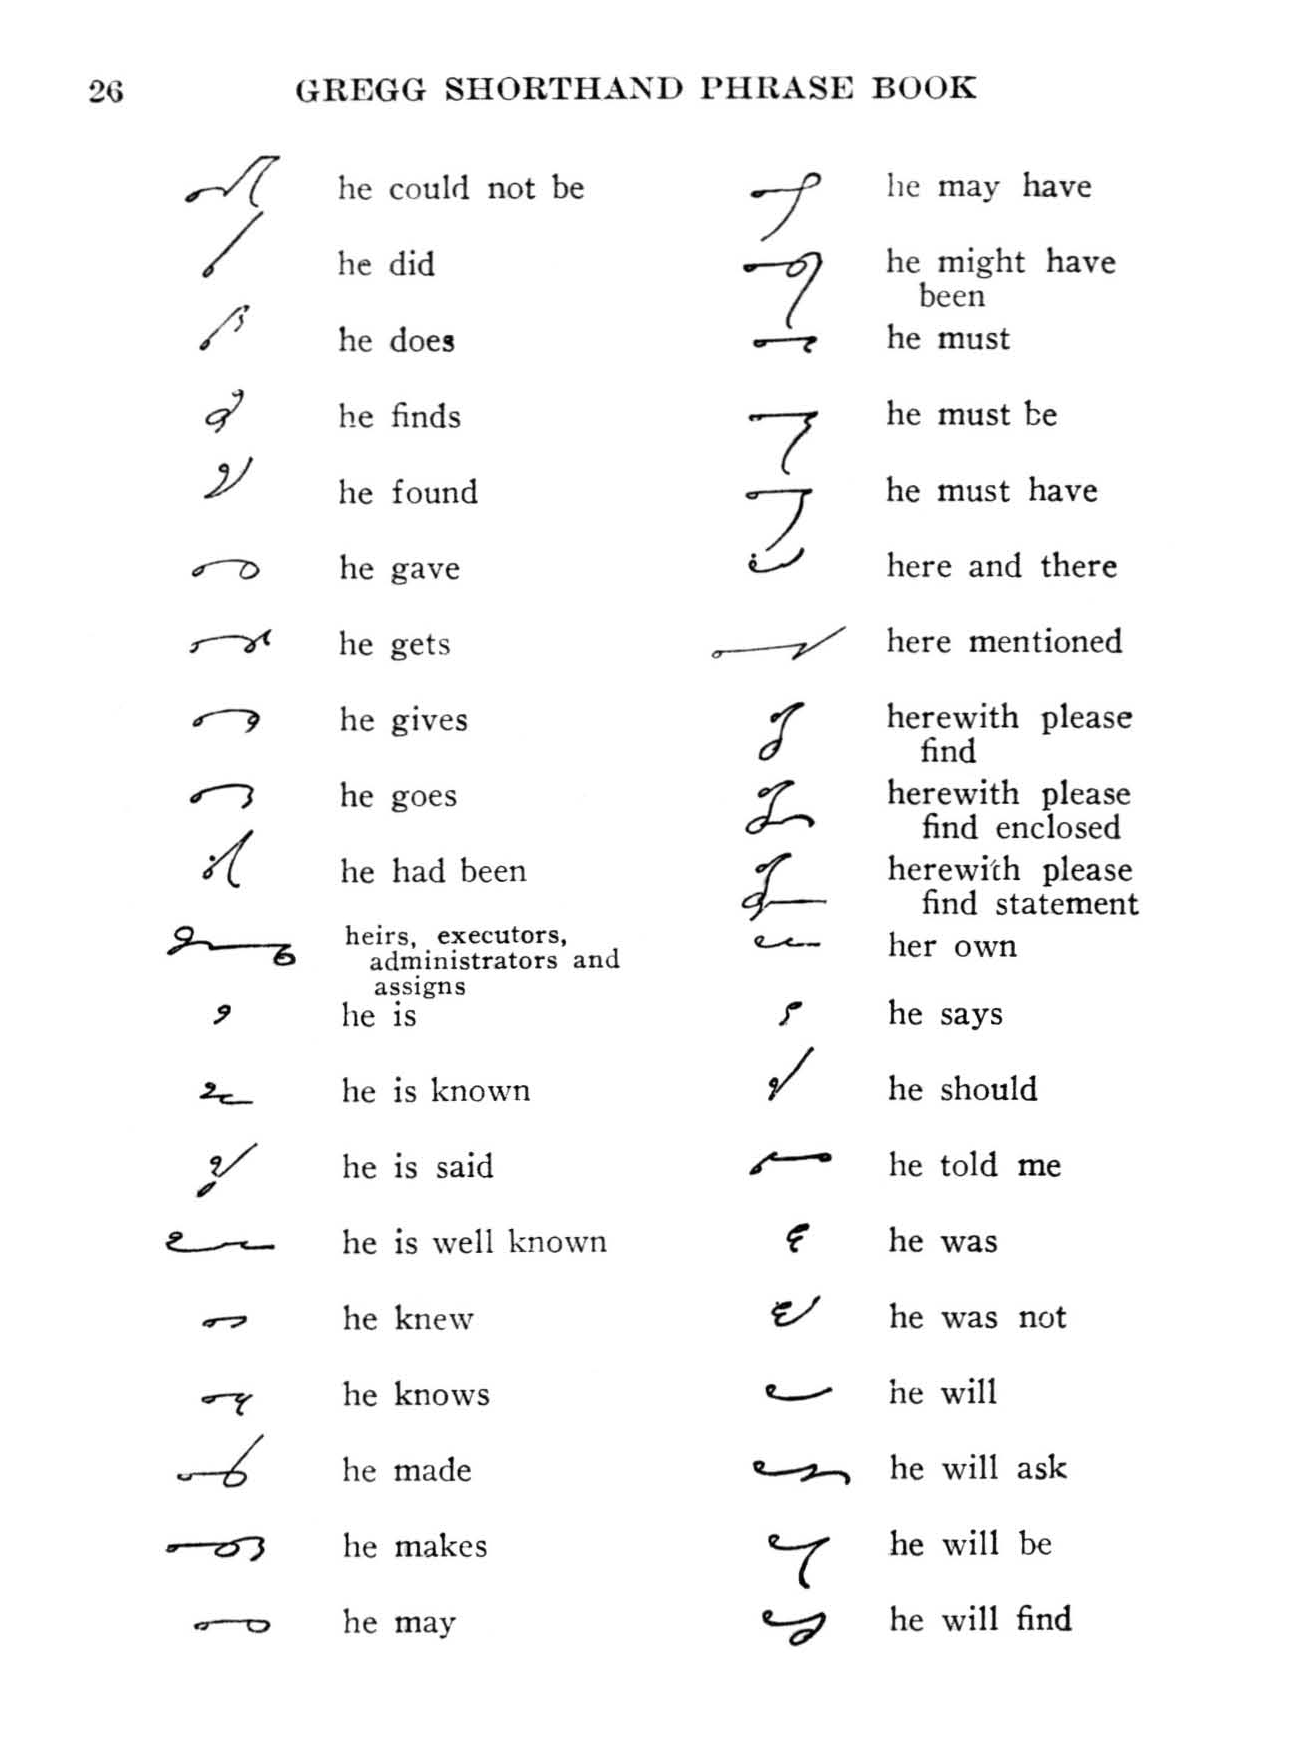 26 GREGG SHORTHAND PHRASE BOOK
he could not be
he did
he does
he finds
he found
he gave
he gets
he gives
he goes
he had been
heirs, executors,
administrators and
assigns
he is
he is known
he is said
he is well known
he knew
he knows
he made
he makes
he may
he may have
he might have
been
he must
he must be
he must have
here and there
here mentioned
herewith please
find
herewith please
find enclosed
herewith please
find statement
her own
he says
he should
he told me
he was
he was not
he will
he will ask
he will be
he will find